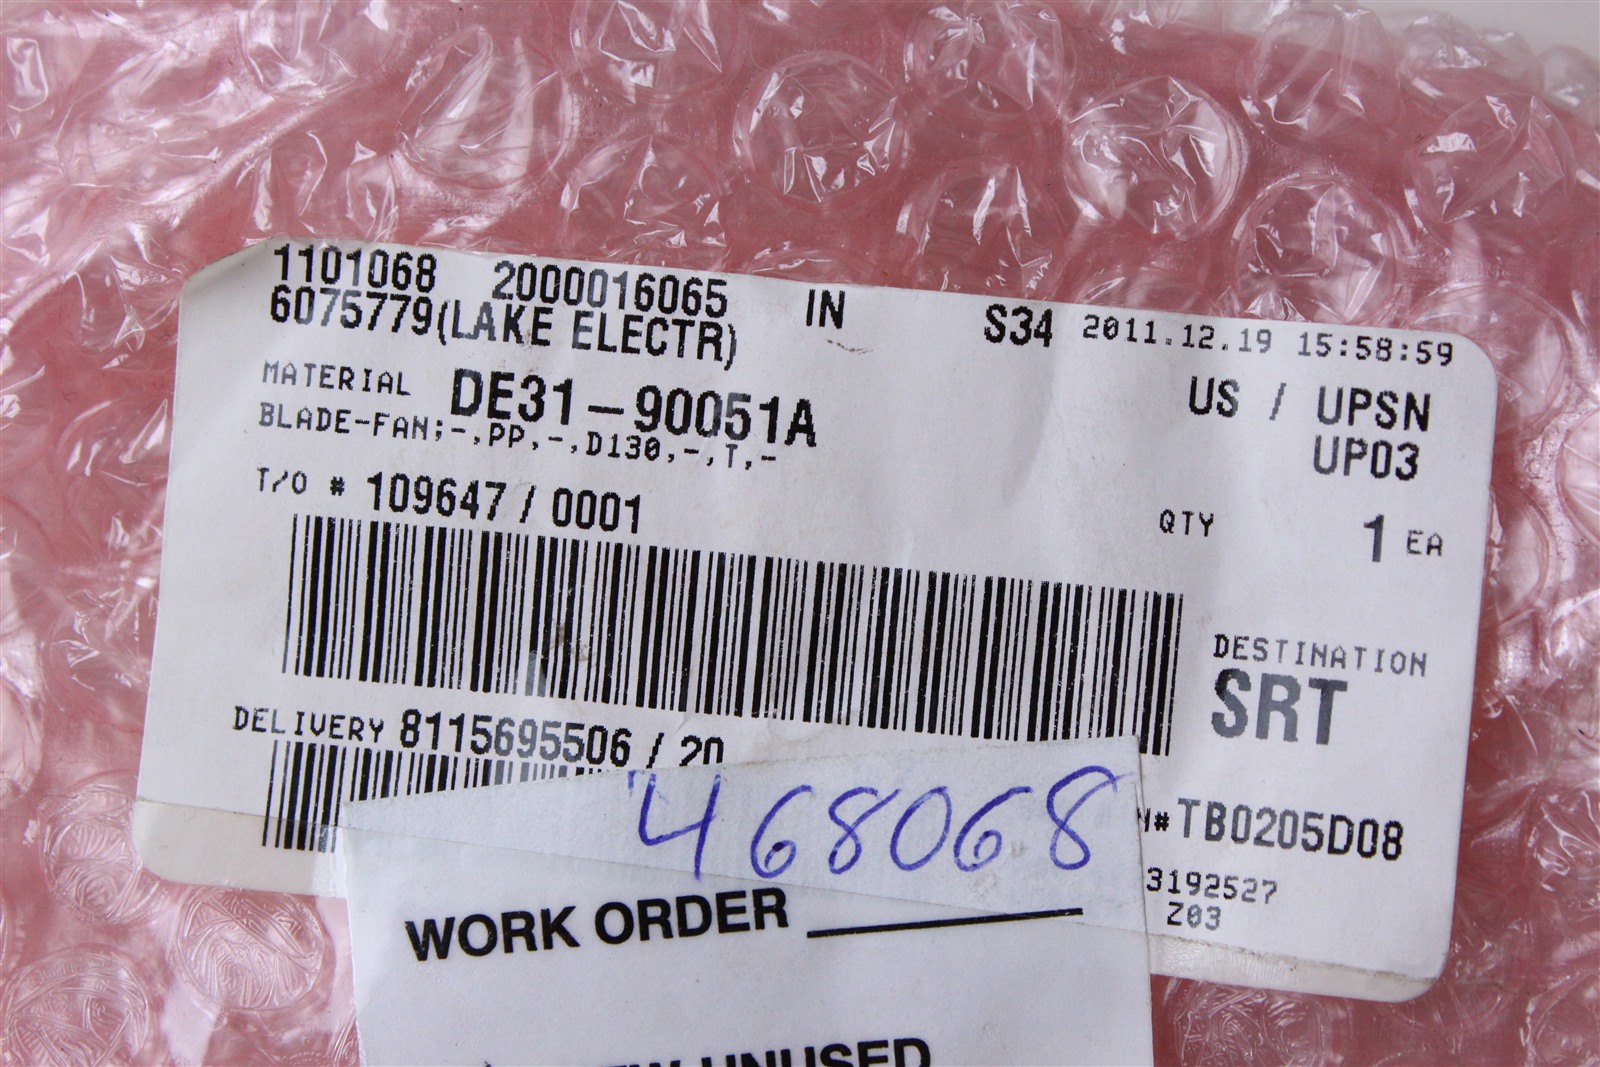 1101068 2000016065 IN S34 2011.12.19 15:58:59
6075779(LAKE ELECTR)
US / UPSN
MATERIAL DE31-90051A
UP03
BLADE-FAN;-,PP,-,D130,-,T,-
T/O # 109647 / 0001
QTY 1 EA
DESTINATION
SRT
DELIVERY 8115695506 / 20
468068
N#TB0205D08
3192527
Z03
WORK ORDER
UNUSED